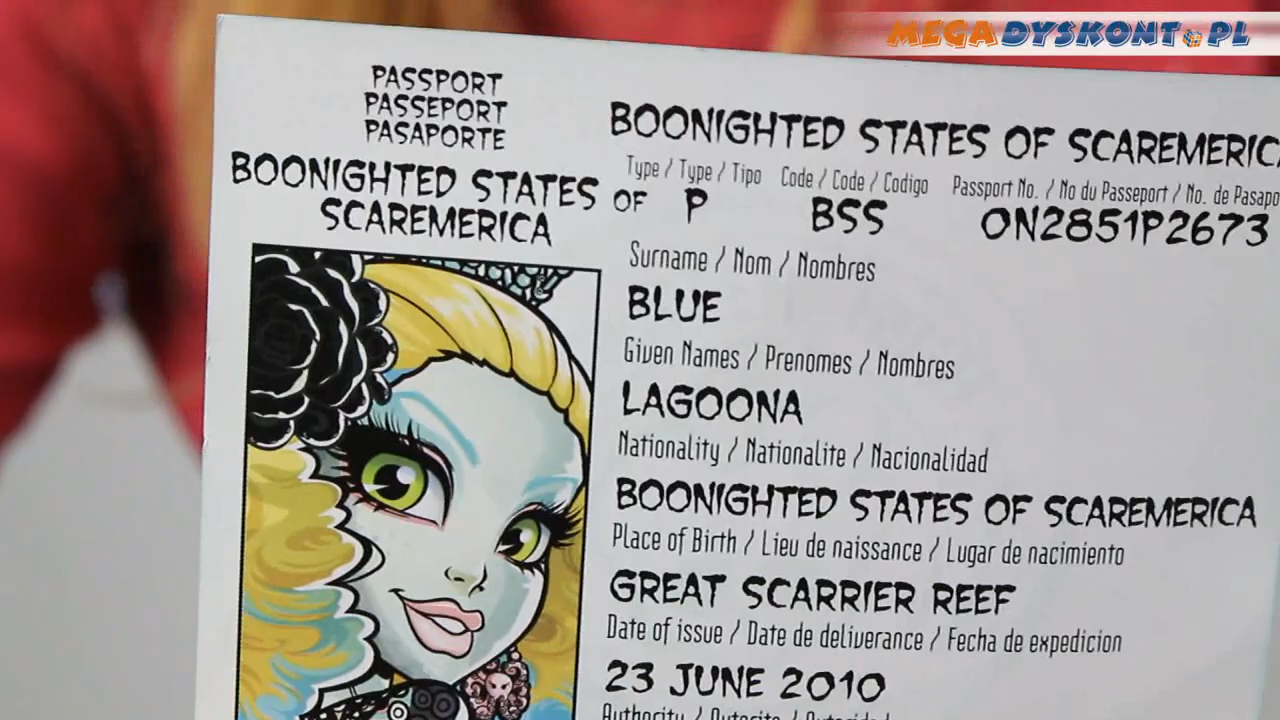 MEGADYSKONT.PL
PASSPORT
PASSEPORT
PASAPORTE
BOONIGHTED STATES OF
SCAREMERICA
BOONIGHTED STATES OF SCAREMERICA
Type / Type / Tipo Code / Code / Codigo Passport No. / No du Passeport / No. de Pasapo
P BSS ON2851P2673
Surname / Nom / Nombres
BLUE
Given Names / Prenomes / Nombres
LAGOONA
Nationality / Nationalite / Nacionalidad
BOONIGHTED STATES OF SCAREMERICA
Place of Birth / Lieu de naissance / Lugar de nacimiento
GREAT SCARRIER REEF
Date of issue / Date de deliverance / Fecha de expedicion
23 JUNE 2010
Authority / Autorite / Autoridad